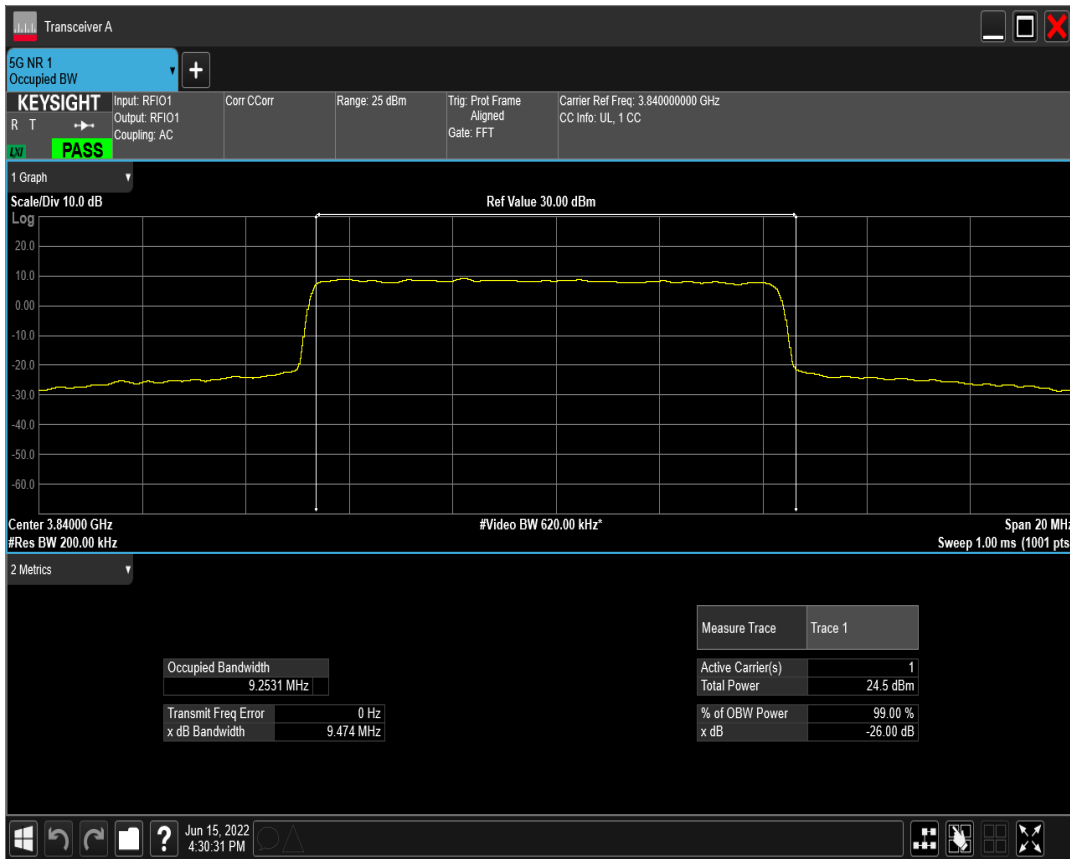 Transceiver A
5G NR 1
Occupied BW
+
KEYSIGHT
R T
LXI
PASS
Input: RFIO1
Output: RFIO1
Coupling: AC
Corr CCorr
Range: 25 dBm
Trig: Prot Frame
Aligned
Gate: FFT
Carrier Ref Freq: 3.840000000 GHz
CC Info: UL, 1 CC
1 Graph
Scale/Div 10.0 dB
Ref Value 30.00 dBm
Log
20.0
10.0
0.00
-10.0
-20.0
-30.0
-40.0
-50.0
-60.0
Center 3.84000 GHz
#Video BW 620.00 kHz*
Span 20 MHz
#Res BW 200.00 kHz
Sweep 1.00 ms (1001 pts
2 Metrics
Measure Trace Trace 1
Occupied Bandwidth
9.2531 MHz
Active Carrier(s) 1
Total Power 24.5 dBm
Transmit Freq Error 0 Hz
x dB Bandwidth 9.474 MHz
% of OBW Power 99.00 %
x dB -26.00 dB
?
Jun 15, 2022
4:30:31 PM